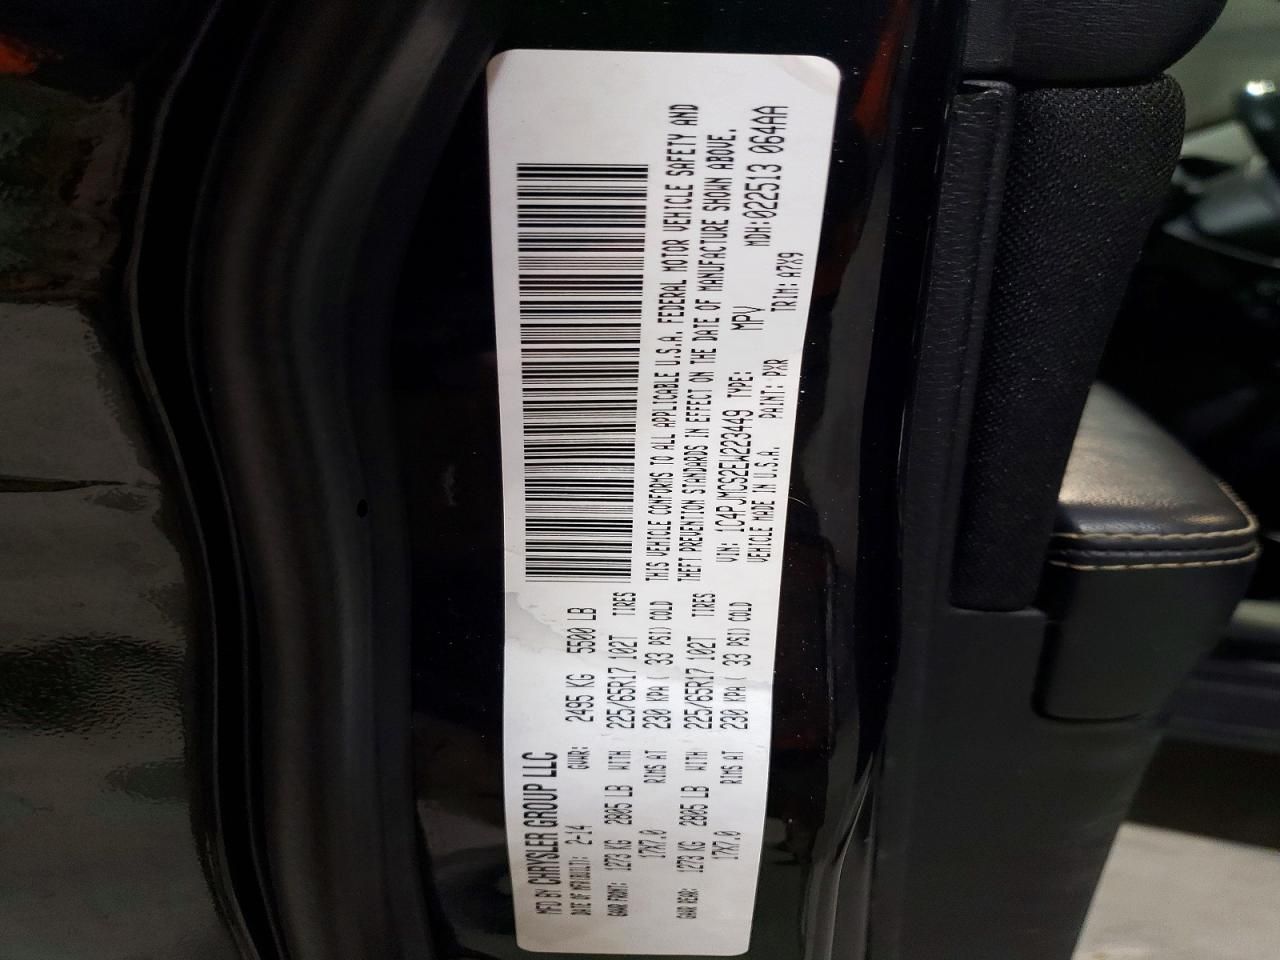 MFD BY CHRYSLER GROUP LLC
DATE OF MFR(BUILT): 2-14 GVWR: 2495 KG 5500 LB
GAWR FRONT: 1273 KG 2805 LB WITH 225/65R17 102T TIRES
17X7.0 RIMS AT 230 KPA ( 33 PSI) COLD
GAWR REAR: 1273 KG 2805 LB WITH 225/65R17 102T TIRES
17X7.0 RIMS AT 230 KPA ( 33 PSI) COLD
THIS VEHICLE CONFORMS TO ALL APPLICABLE U.S.A. FEDERAL MOTOR VEHICLE SAFETY AND
THEFT PREVENTION STANDARDS IN EFFECT ON THE DATE OF MANUFACTURE SHOWN ABOVE.
VIN: 1C4PJMCS2EW223449 TYPE: MPV MDH:022513 064AA
VEHICLE MADE IN U.S.A. PAINT: PXR TRIM: A7X9